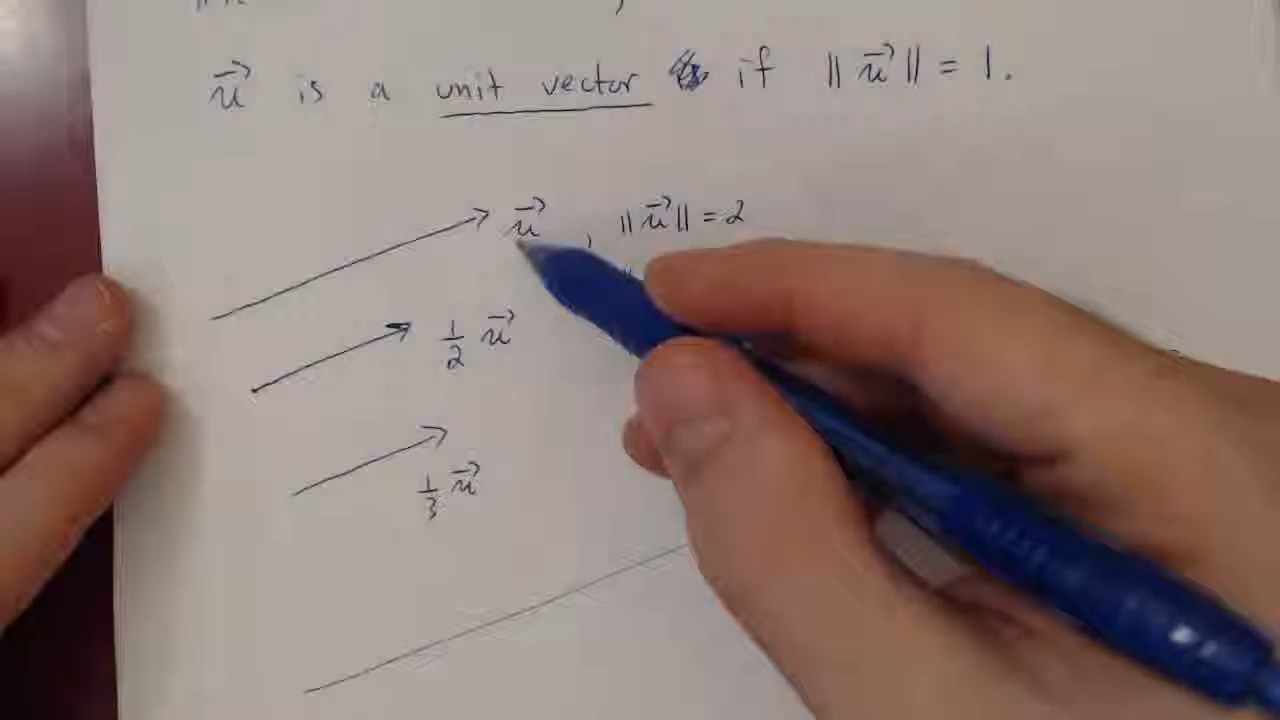 u⃗ is a unit vector if ‖u⃗‖ = 1.
u⃗ , ‖u⃗‖ = 2
1/2 u⃗
1/3 u⃗